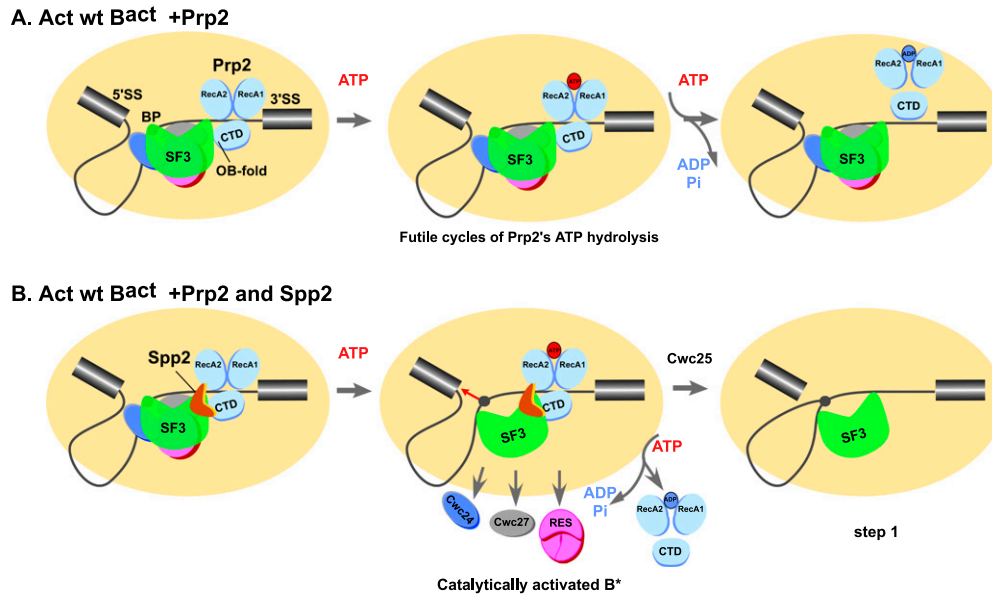 A. Act wt Bact +Prp2
Prp2
RecA2 RecA1
5'SS
BP
3'SS
CTD
SF3
OB-fold
ATP
ATP
RecA2 RecA1
CTD
SF3
Futile cycles of Prp2's ATP hydrolysis
ATP
ADP
Pi
ADP
RecA2 RecA1
CTD
SF3
B. Act wt Bact +Prp2 and Spp2
Spp2
RecA2 RecA1
CTD
SF3
ATP
ATP
RecA2 RecA1
CTD
SF3
Cwc25
ATP
ADP
Pi
Cwc24
Cwc27
RES
ADP
RecA2 RecA1
CTD
Catalytically activated B*
SF3
step 1